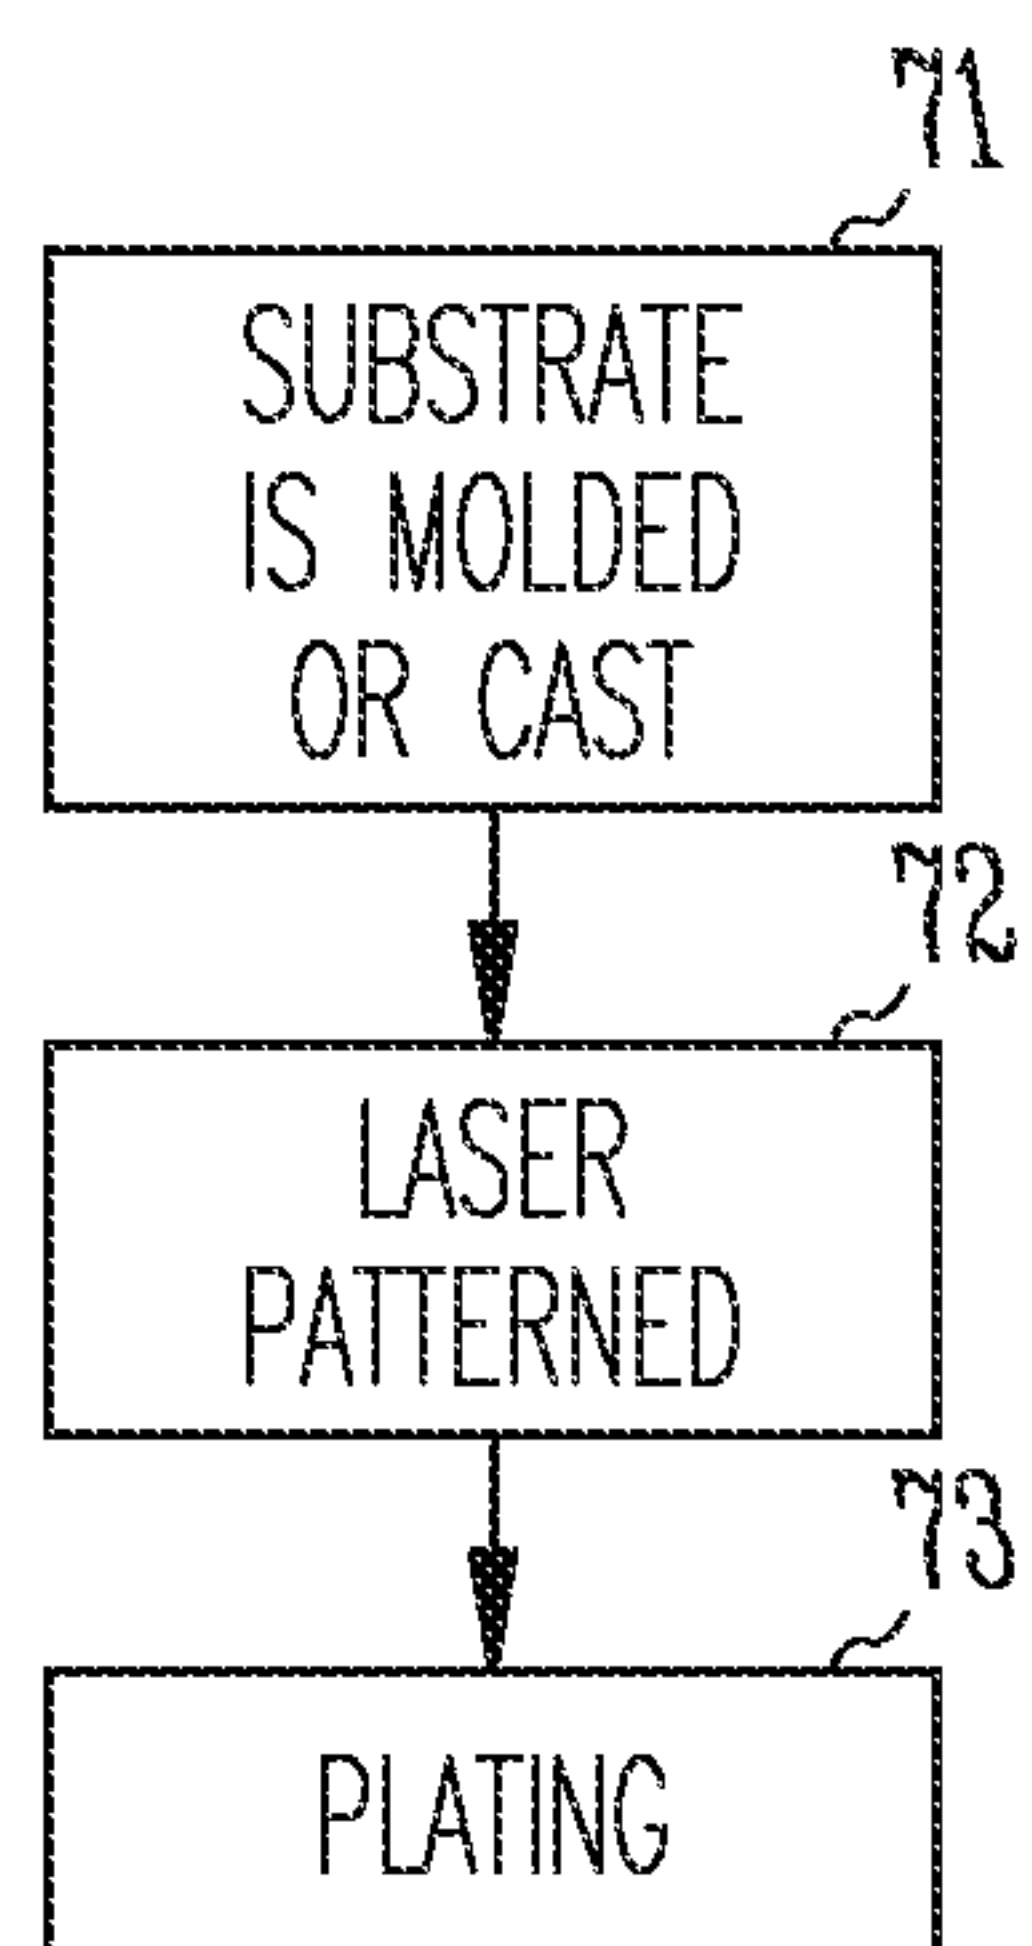 71
SUBSTRATE
IS MOLDED
OR CAST
72
LASER
PATTERNED
73
PLATING